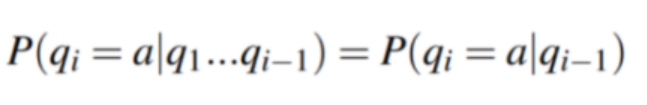 P(qᵢ = a|q₁...qᵢ₋₁) = P(qᵢ = a|qᵢ₋₁)